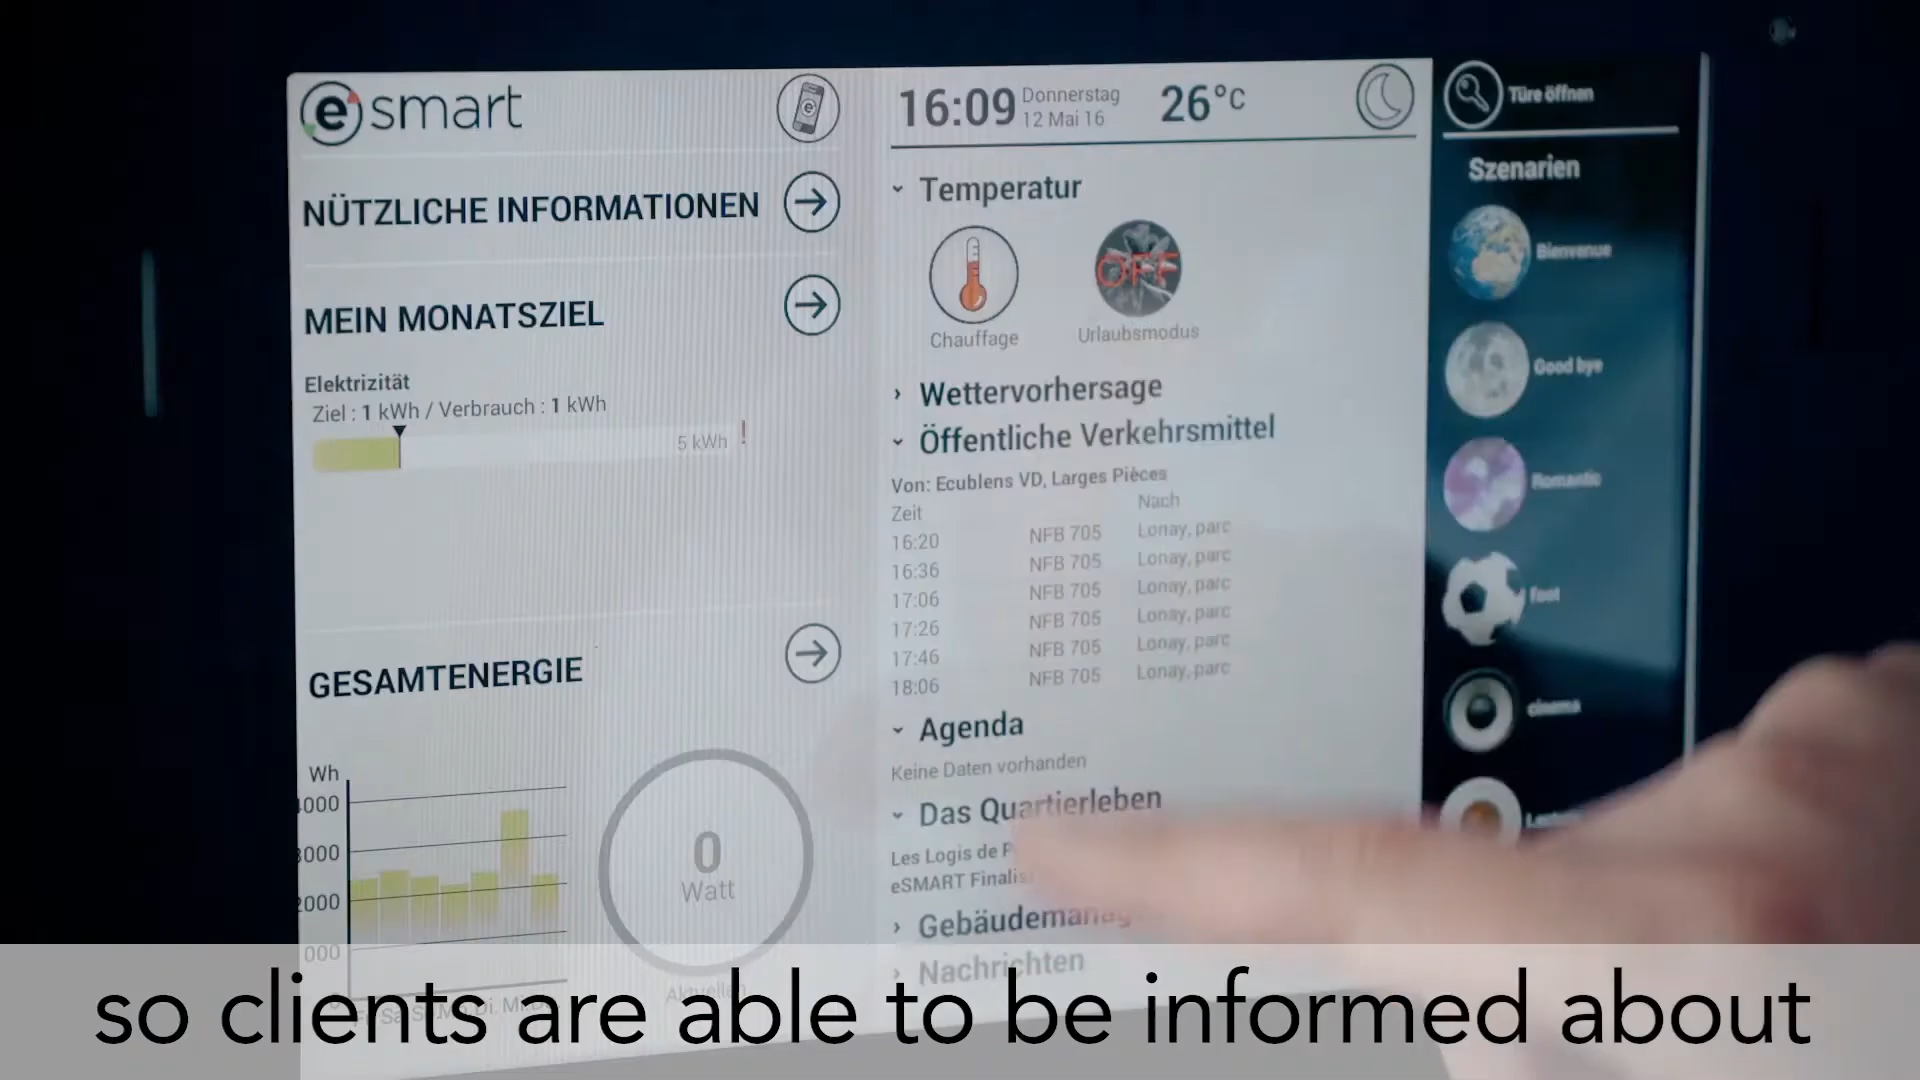 esmart
NÜTZLICHE INFORMATIONEN
MEIN MONATSZIEL
Elektrizität
Ziel : 1 kWh / Verbrauch : 1 kWh
5 kWh !
GESAMTENERGIE
Wh
4000
3000
2000
000
0
Watt
16:09 Donnerstag
12 Mai 16
26°C
Temperatur
Chauffage
OFF
Urlaubsmodus
Wettervorhersage
Öffentliche Verkehrsmittel
Von: Ecublens VD, Larges Pièces
Zeit Nach
16:20 NFB 705 Lonay, parc
16:36 NFB 705 Lonay, parc
17:06 NFB 705 Lonay, parc
17:26 NFB 705 Lonay, parc
17:46 NFB 705 Lonay, parc
18:06 NFB 705 Lonay, parc
Agenda
Keine Daten vorhanden
Das Quartierleben
Les Logis de
eSMART
Nachrichten
Türe öffnen
Szenarien
Bienvenue
Good bye
Romantic
foot
cinema
so clients are able to be informed about